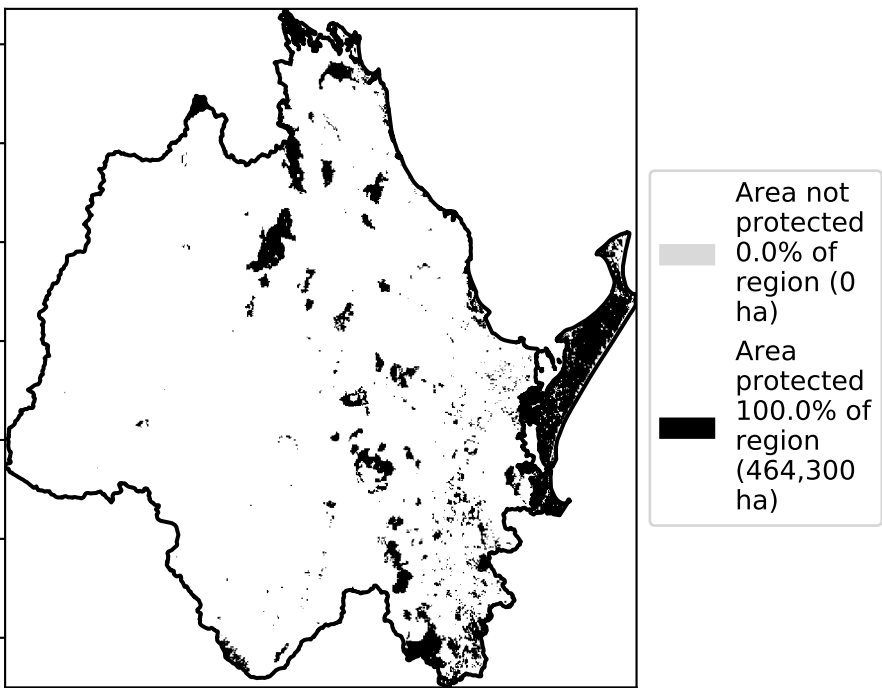 Area not
protected
0.0% of
region (0
ha)
Area
protected
100.0% of
region
(464,300
ha)